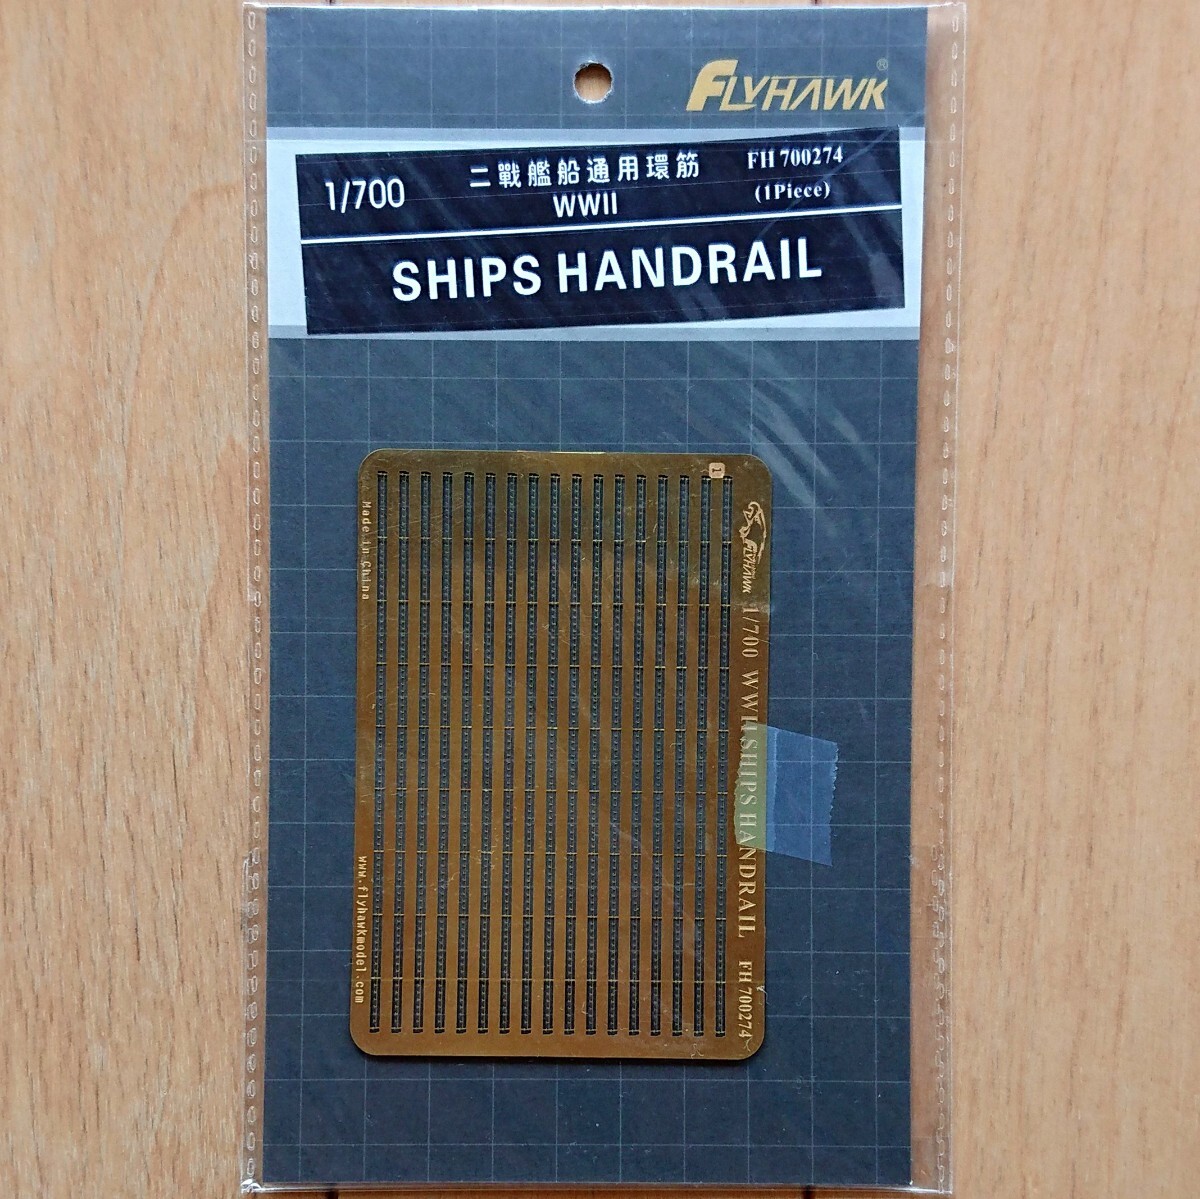 FLYHAWK®
1/700
二戰艦船通用環筋
WWII
FH 700274
(1Piece)
SHIPS HANDRAIL
1
Made in China
www.flyhawkmodel.com
FLYHAWK
1/700 WWII SHIPS HANDRAIL FH 700274